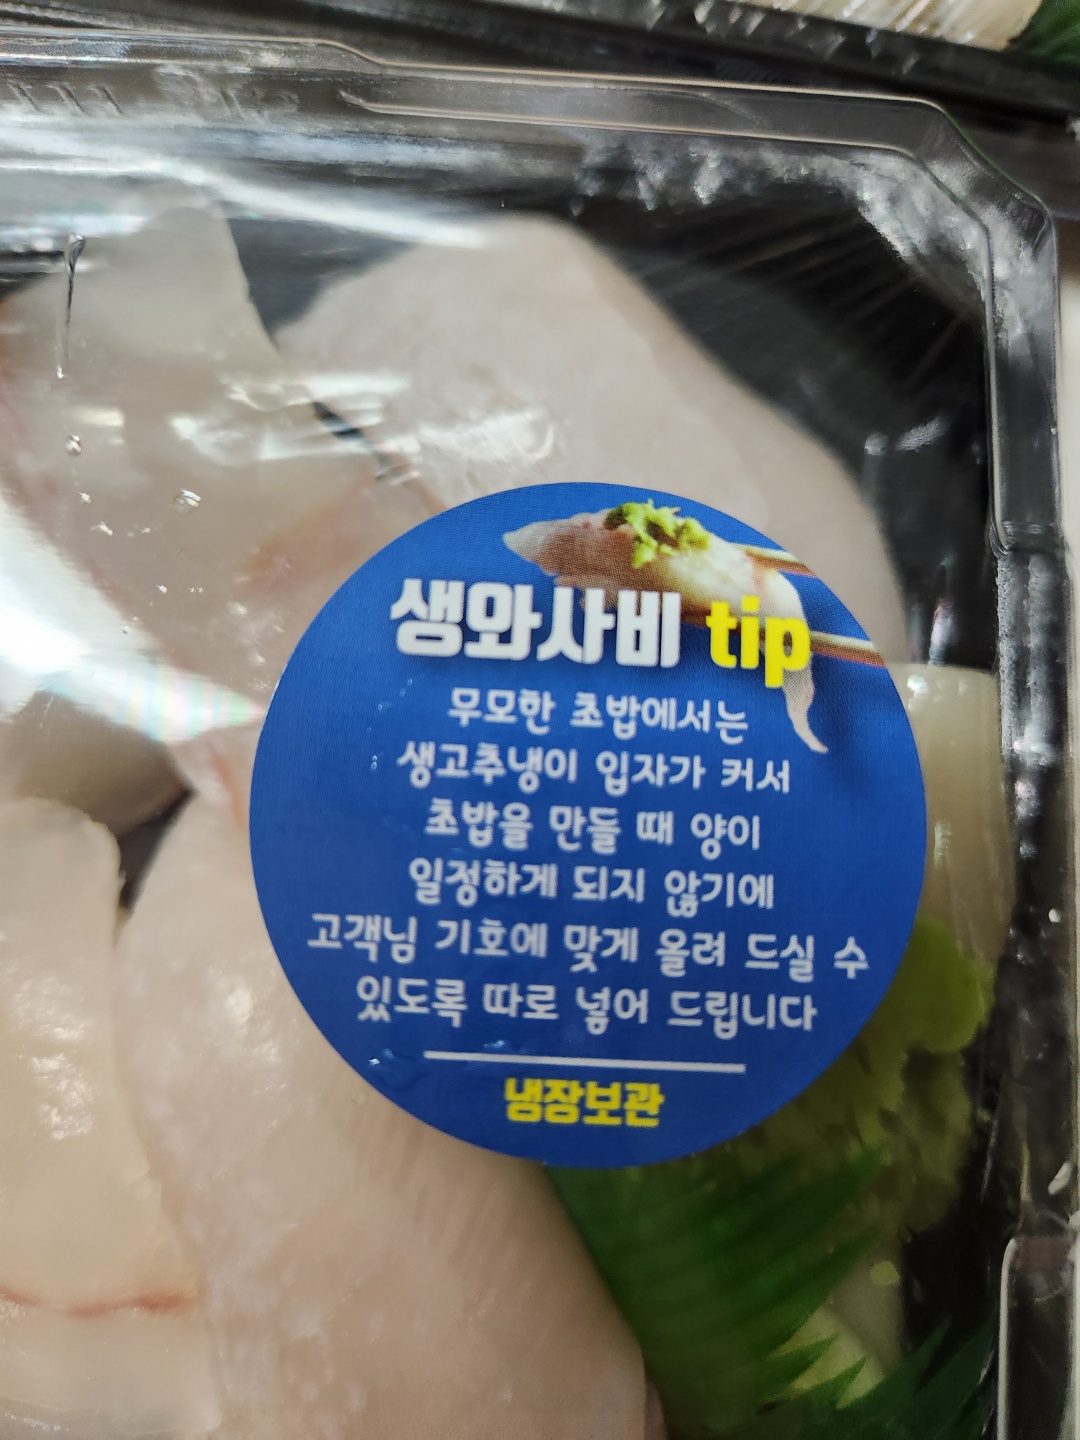 생와사비 tip
무모한 초밥에서는
생고추냉이 입자가 커서
초밥을 만들 때 양이
일정하게 되지 않기에
고객님 기호에 맞게 올려 드실 수
있도록 따로 넣어 드립니다
냉장보관